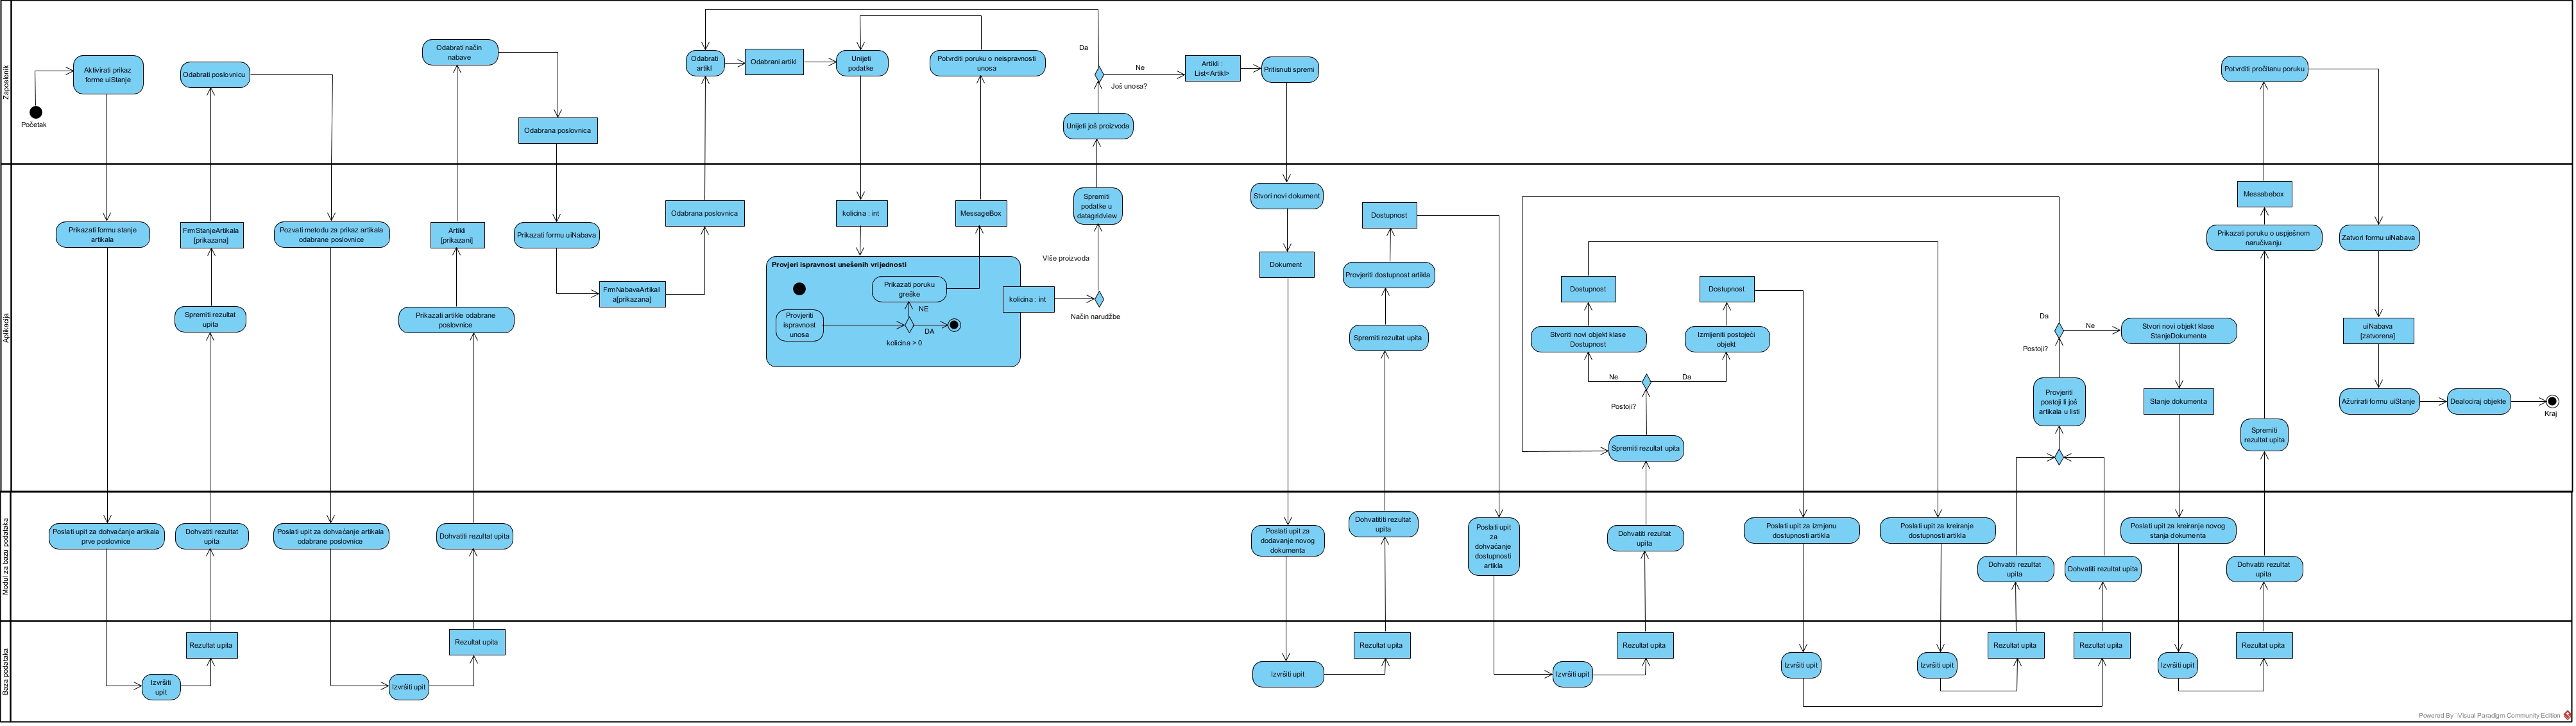 Zaposlenik
Početak
Aktivirati prikaz
forme uiStanje
Odabrati poslovnicu
Odabrati način
nabave
Odabrana poslovnica
Odabrati
artikl
Odabrani artikl
Unijeti
podatke
Potvrditi poruku o neispravnosti
unosa
Da
Ne
Još unosa?
Unijeti još proizvoda
Artikli :
List<Artikl>
Pritisnuti spremi
Potvrditi pročitanu poruku
Aplikacija
Prikazati formu stanje
artikala
FrmStanjeArtikala
[prikazana]
Spremiti rezultat
upita
Pozvati metodu za prikaz artikala
odabrane poslovnice
Artikli
[prikazani]
Prikazati artikle odabrane
poslovnice
Prikazati formu uiNabava
FrmNabavaArtikal
a[prikazana]
Odabrana poslovnica
kolicina : int
MessageBox
Provjeri ispravnost unešenih vrijednosti
Prikazati poruku
greške
NE
Provjeriti
ispravnost
unosa
DA
kolicina > 0
kolicina : int
Spremiti
podatke u
datagridview
VIše proizvoda
Način narudžbe
Stvori novi dokument
Dokument
Dostupnost
Provjeriti dostupnost artikla
Spremiti rezultat upita
Dostupnost
Stvoriti novi objekt klase
Dostupnost
Dostupnost
Izmijeniti postojeći
objekt
Ne
Da
Postoji?
Spremiti rezultat upita
Da
Ne
Postoji?
Provjeriti
postoji li još
artikala u listi
Stvori novi objekt klase
StanjeDokumenta
Stanje dokumenta
Messabebox
Prikazati poruku o uspješnom
naručivanju
Spremiti
rezultat upita
Zatvori formu uiNabava
uiNabava
[zatvorena]
Ažurirati formu uiStanje
Dealociraj objekte
Kraj
Modul za bazu podataka
Poslati upit za dohvaćanje artikala
prve poslovnice
Dohvatiti rezultat
upita
Poslati upit za dohvaćanje artikala
odabrane poslovnice
Dohvatiti rezultat upita
Poslati upit za
dodavanje novog
dokumenta
Dohvatititi rezultat
upita
Poslati upit
za
dohvaćanje
dostupnosti
artikla
Dohvatiti rezultat
upita
Poslati upit za izmjenu
dostupnosti artikla
Poslati upit za kreiranje
dostupnosti artikla
Dohvatiti rezultat
upita
Dohvatiti rezultat upita
Poslati upit za kreiranje novog
stanja dokumenta
Dohvatiti rezultat
upita
Baza podataka
Izvršiti
upit
Rezultat upita
Izvršiti upit
Rezultat upita
Izvršiti upit
Rezultat upita
Izvršiti upit
Rezultat upita
Izvršiti upit
Izvršiti upit
Rezultat upita
Rezultat upita
Izvršiti upit
Rezultat upita
Powered By Visual Paradigm Community Edition